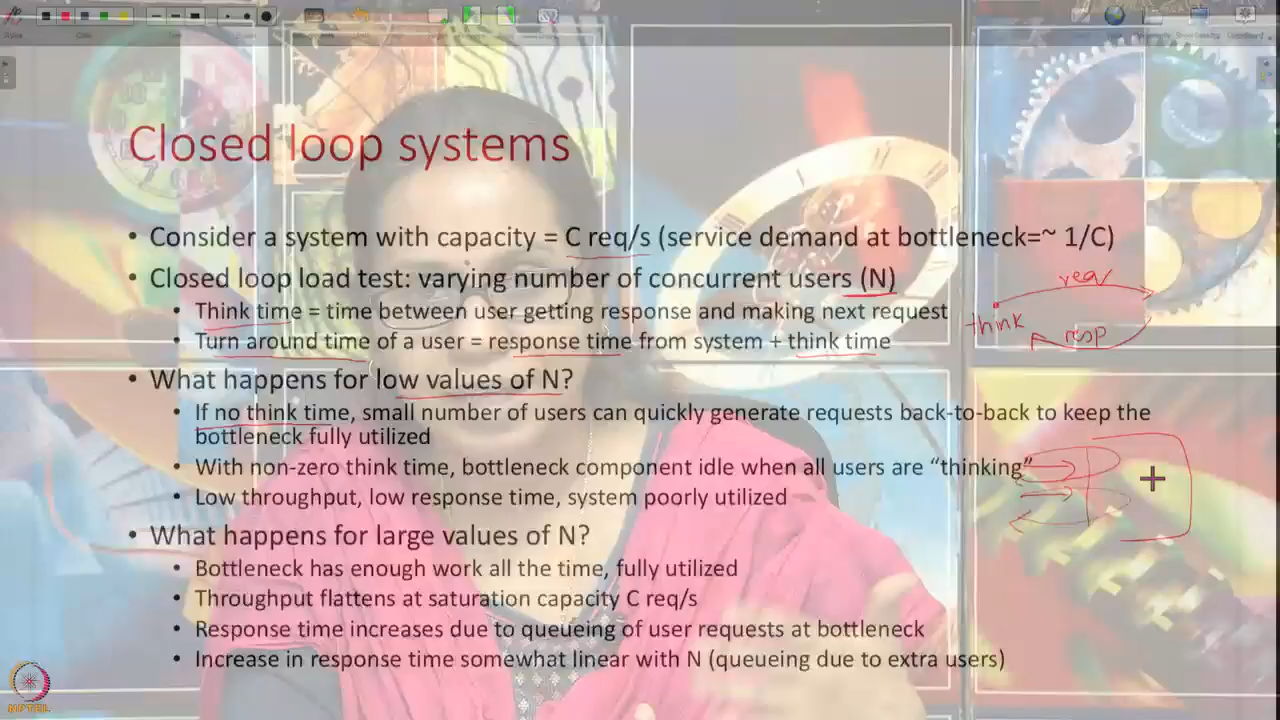 Closed loop systems
• Consider a system with capacity = C req/s (service demand at bottleneck=~ 1/C)
• Closed loop load test: varying number of concurrent users (N)
• Think time = time between user getting response and making next request
• Turn around time of a user = response time from system + think time
req
think
resp
• What happens for low values of N?
• If no think time, small number of users can quickly generate requests back-to-back to keep the
bottleneck fully utilized
• With non-zero think time, bottleneck component idle when all users are “thinking”
• Low throughput, low response time, system poorly utilized
• What happens for large values of N?
• Bottleneck has enough work all the time, fully utilized
• Throughput flattens at saturation capacity C req/s
• Response time increases due to queueing of user requests at bottleneck
• Increase in response time somewhat linear with N (queueing due to extra users)
NPTEL